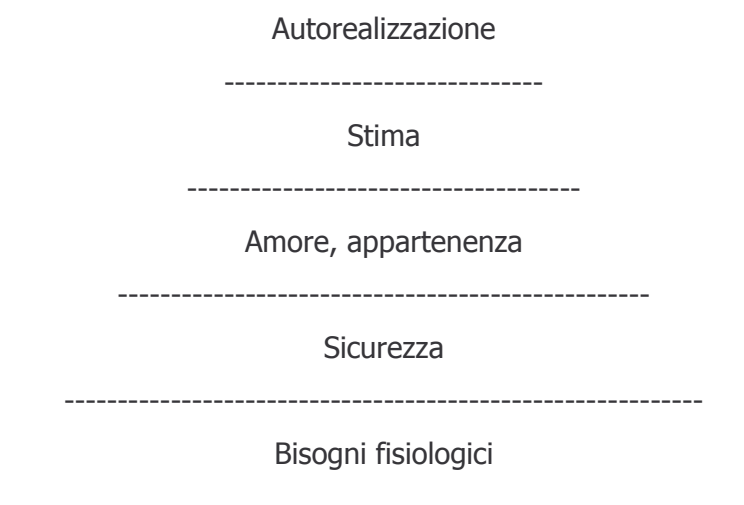 Autorealizzazione
------------------------------
Stima
-------------------------------------
Amore, appartenenza
--------------------------------------------------
Sicurezza
------------------------------------------------------------
Bisogni fisiologici